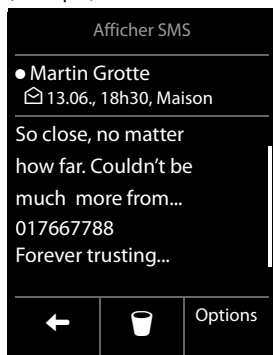 Afficher SMS
Martin Grotte
13.06., 18h30, Maison
So close, no matter
how far. Couldn't be
much more from...
017667788
Forever trusting...
Options